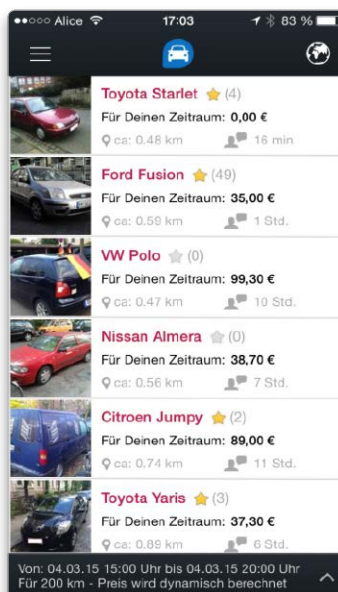 Alice 17:03 83 %
Toyota Starlet (4)
Für Deinen Zeitraum: 0,00 €
ca: 0.48 km 16 min
Ford Fusion (49)
Für Deinen Zeitraum: 35,00 €
ca: 0.59 km 1 Std.
VW Polo (0)
Für Deinen Zeitraum: 99,30 €
ca: 0.47 km 10 Std.
Nissan Almera (0)
Für Deinen Zeitraum: 38,70 €
ca: 0.56 km 7 Std.
Citroen Jumpy (2)
Für Deinen Zeitraum: 89,00 €
ca: 0.74 km 11 Std.
Toyota Yaris (3)
Für Deinen Zeitraum: 37,30 €
ca: 0.89 km 6 Std.
Von: 04.03.15 15:00 Uhr bis 04.03.15 20:00 Uhr
Für 200 km - Preis wird dynamisch berechnet